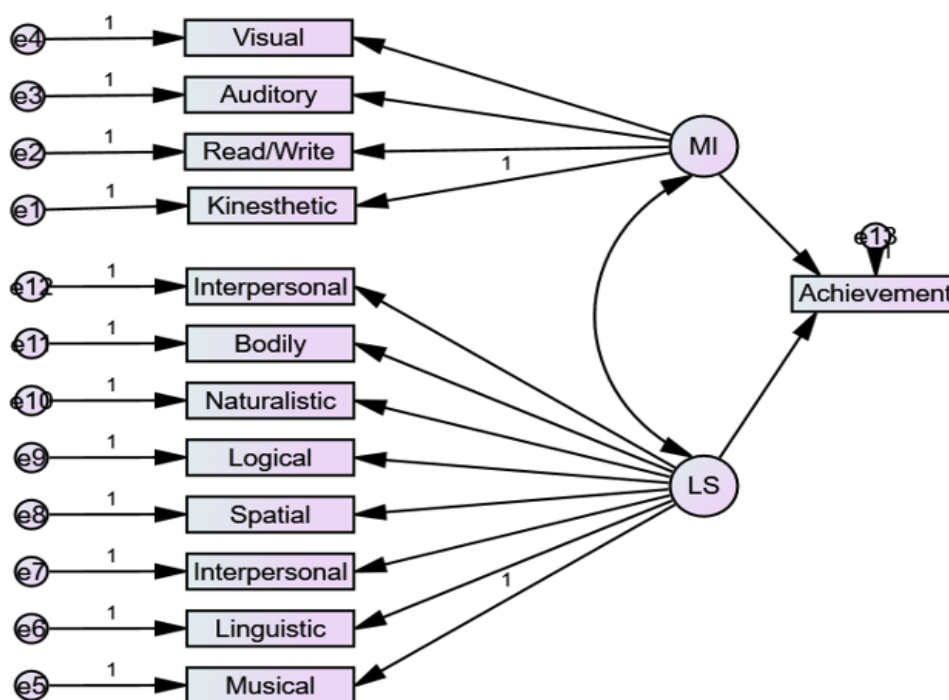 e4 1 Visual
e3 1 Auditory
e2 1 Read/Write
e1 1 Kinesthetic
1
MI
e13
1
Achievement
e12 1 Interpersonal
e11 1 Bodily
e10 1 Naturalistic
e9 1 Logical
LS
e8 1 Spatial
e7 1 Interpersonal
1
e6 1 Linguistic
e5 1 Musical